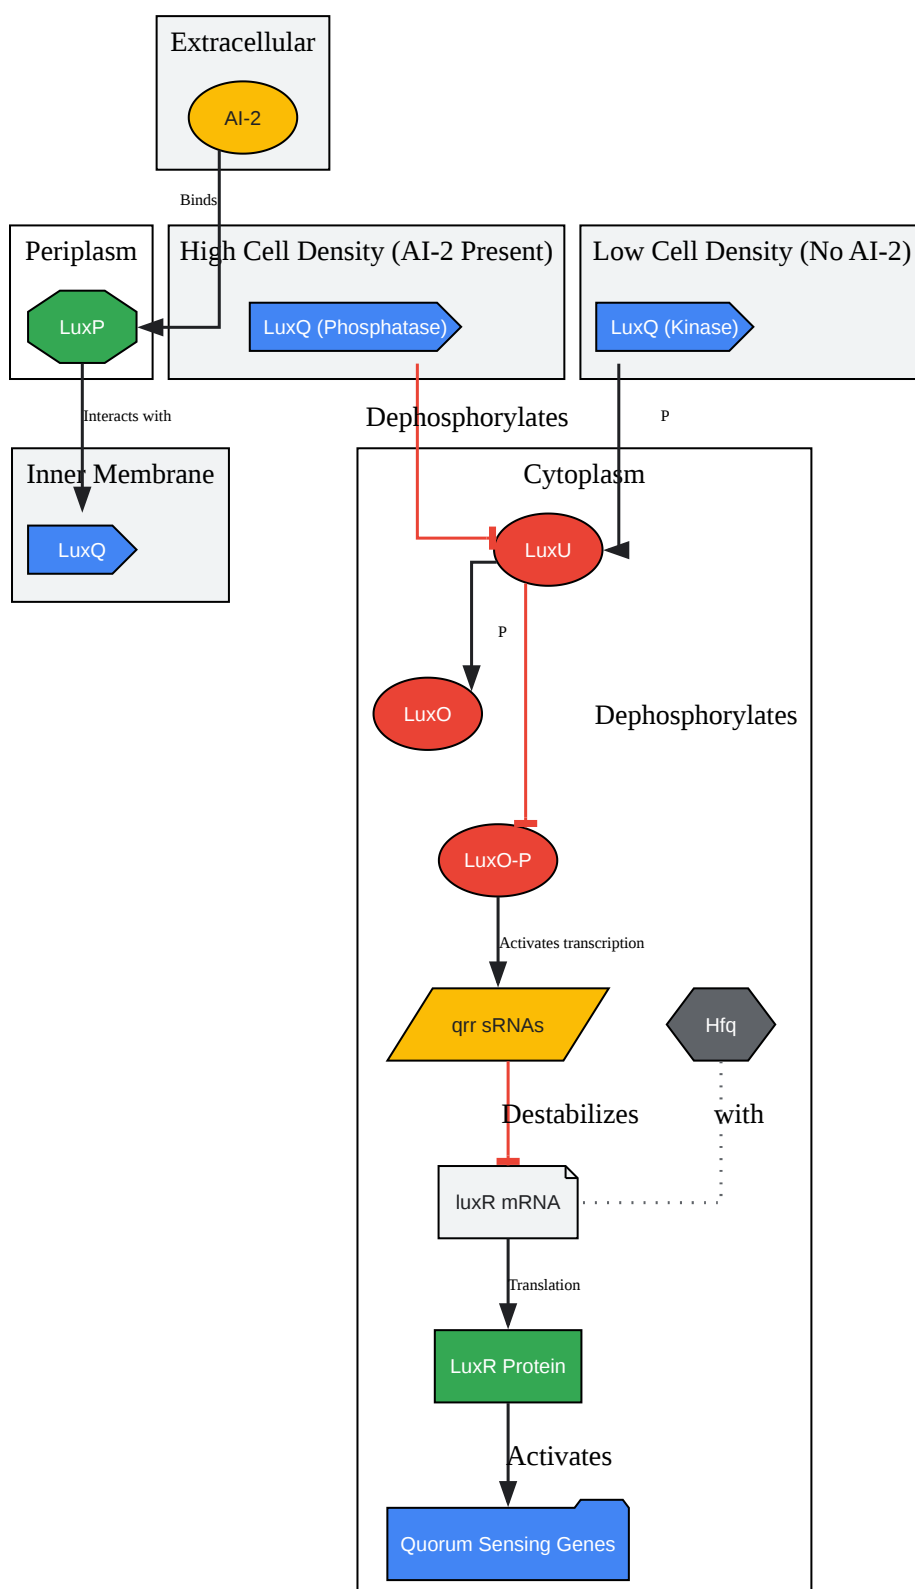 Extracellular
AI-2
Binds
Periplasm
High Cell Density (AI-2 Present)
Low Cell Density (No AI-2)
LuxP
LuxQ (Phosphatase)
LuxQ (Kinase)
Interacts with
Dephosphorylates
P
Inner Membrane
Cytoplasm
LuxQ
LuxU
P
LuxO
Dephosphorylates
LuxO-P
Activates transcription
qrr sRNAs
Hfq
Destabilizes
with
luxR mRNA
Translation
LuxR Protein
Activates
Quorum Sensing Genes